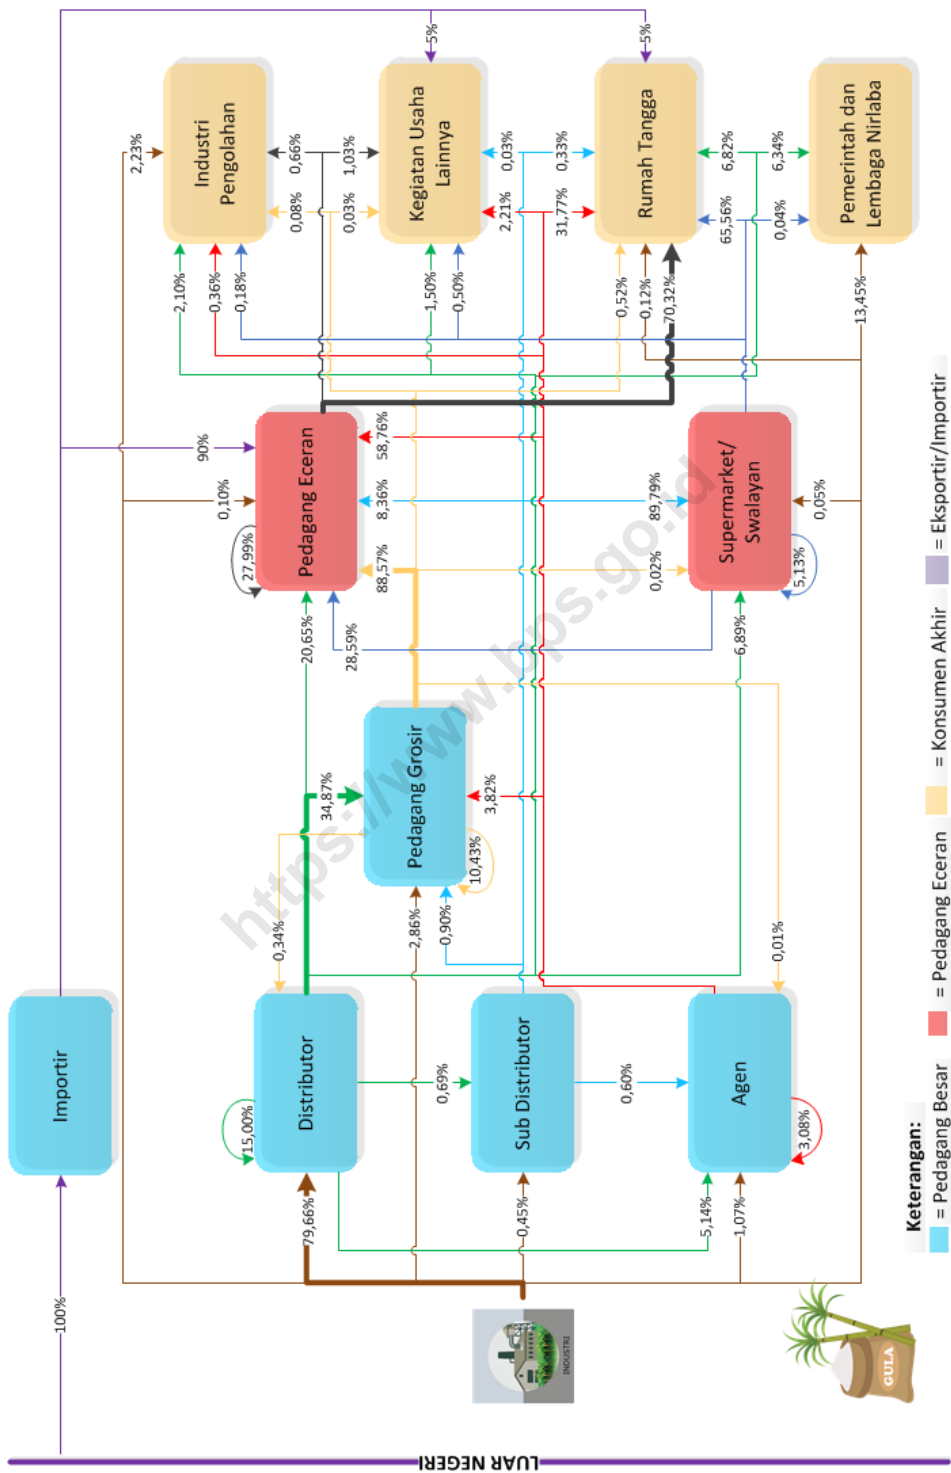 LUAR NEGERI
100%
Importir
90%
5%
5%
INDUSTRI
GULA
79,66%
0,45%
1,07%
2,86%
0,10%
2,23%
0,05%
0,12%
13,45%
Distributor
15,00%
0,69%
5,14%
34,87%
20,65%
6,89%
2,10%
1,50%
6,82%
6,34%
Sub Distributor
0,60%
0,90%
8,36%
89,79%
0,03%
0,33%
Agen
3,08%
3,82%
58,76%
0,36%
2,21%
31,77%
Pedagang Grosir
10,43%
0,34%
0,01%
88,57%
0,02%
0,08%
0,03%
0,52%
Pedagang Eceran
27,99%
0,66%
1,03%
70,32%
Supermarket/
Swalayan
5,13%
28,59%
0,18%
0,50%
65,56%
0,04%
Industri
Pengolahan
Kegiatan Usaha
Lainnya
Rumah Tangga
Pemerintah dan
Lembaga Nirlaba
Keterangan:
= Pedagang Besar
= Pedagang Eceran
= Konsumen Akhir
= Eksportir/Importir
https://www.bps.go.id